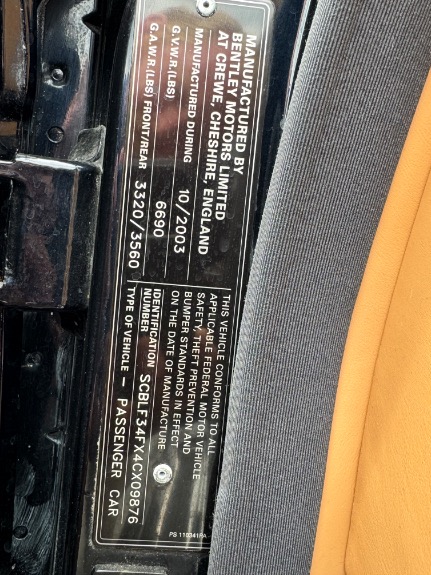 MANUFACTURED BY
BENTLEY MOTORS LIMITED
AT CREWE, CHESHIRE, ENGLAND
MANUFACTURED DURING 10/2003
G.V.W.R.(LBS) 6690
G.A.W.R.(LBS) FRONT/REAR 3320/3560
THIS VEHICLE CONFORMS TO ALL
APPLICABLE FEDERAL MOTOR VEHICLE
SAFETY, THEFT PREVENTION AND
BUMPER STANDARDS IN EFFECT
ON THE DATE OF MANUFACTURE
IDENTIFICATION
NUMBER SCBLF34FX4CX09876
TYPE OF VEHICLE – PASSENGER CAR